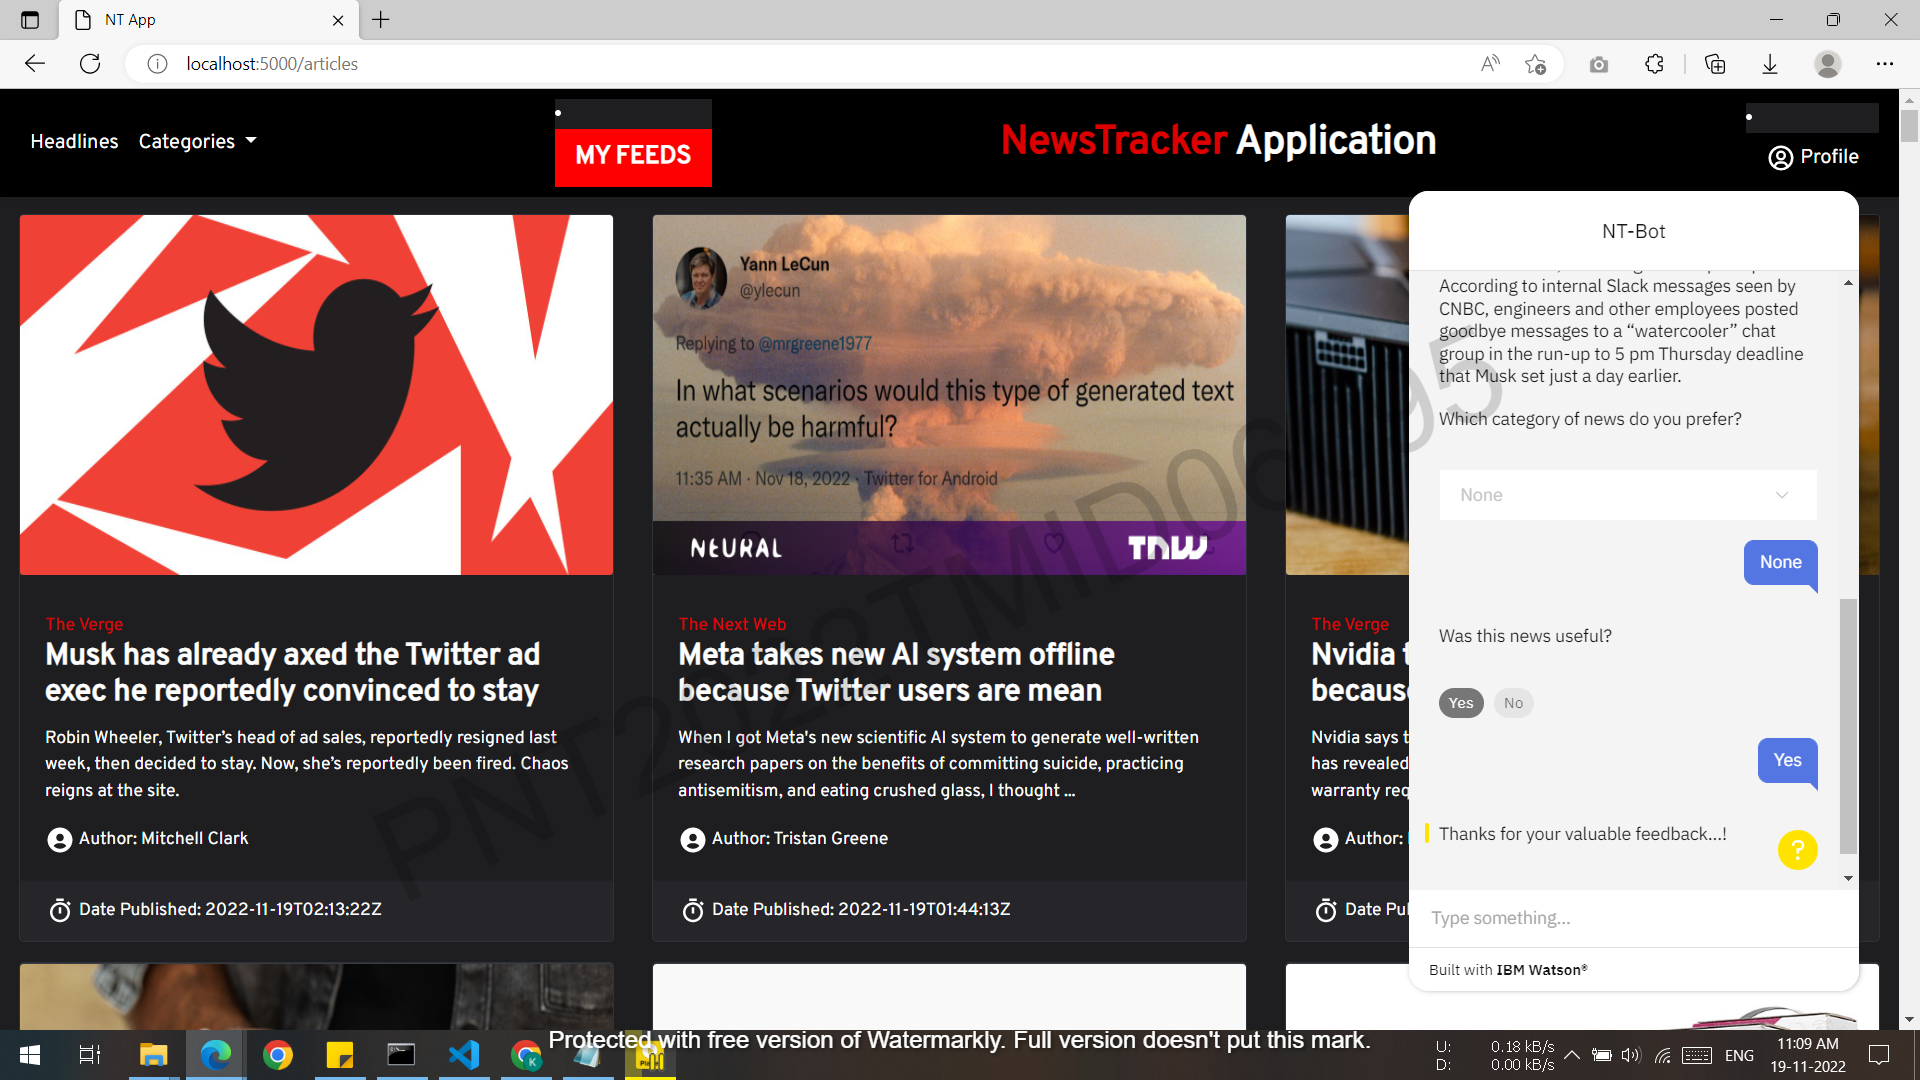 NT App
localhost:5000/articles
Headlines
Categories
MY FEEDS
NewsTracker Application
Profile
Yann LeCun
@ylecun
Replying to @mrgreene1977
In what scenarios would this type of generated text
actually be harmful?
11:35 AM · Nov 18, 2022 · Twitter for Android
NEURAL
TNW
The Verge
Musk has already axed the Twitter ad
exec he reportedly convinced to stay
Robin Wheeler, Twitter’s head of ad sales, reportedly resigned last
week, then decided to stay. Now, she’s reportedly been fired. Chaos
reigns at the site.
Author: Mitchell Clark
Date Published: 2022-11-19T02:13:22Z
The Next Web
Meta takes new AI system offline
because Twitter users are mean
When I got Meta's new scientific AI system to generate well-written
research papers on the benefits of committing suicide, practicing
antisemitism, and eating crushed glass, I thought ...
Author: Tristan Greene
Date Published: 2022-11-19T01:44:13Z
The Verge
Nvidia
because
Nvidia says
has revealed
warranty
Author:
Date
NT-Bot
According to internal Slack messages seen by
CNBC, engineers and other employees posted
goodbye messages to a “watercooler” chat
group in the run-up to 5 pm Thursday deadline
that Musk set just a day earlier.
Which category of news do you prefer?
None
None
Was this news useful?
Yes
No
Yes
Thanks for your valuable feedback...!
?
Type something...
Built with IBM Watson®
Protected with free version of Watermarkly. Full version doesn't put this mark.
U: 0.18 kB/s
D: 0.00 kB/s
ENG
11:09 AM
19-11-2022